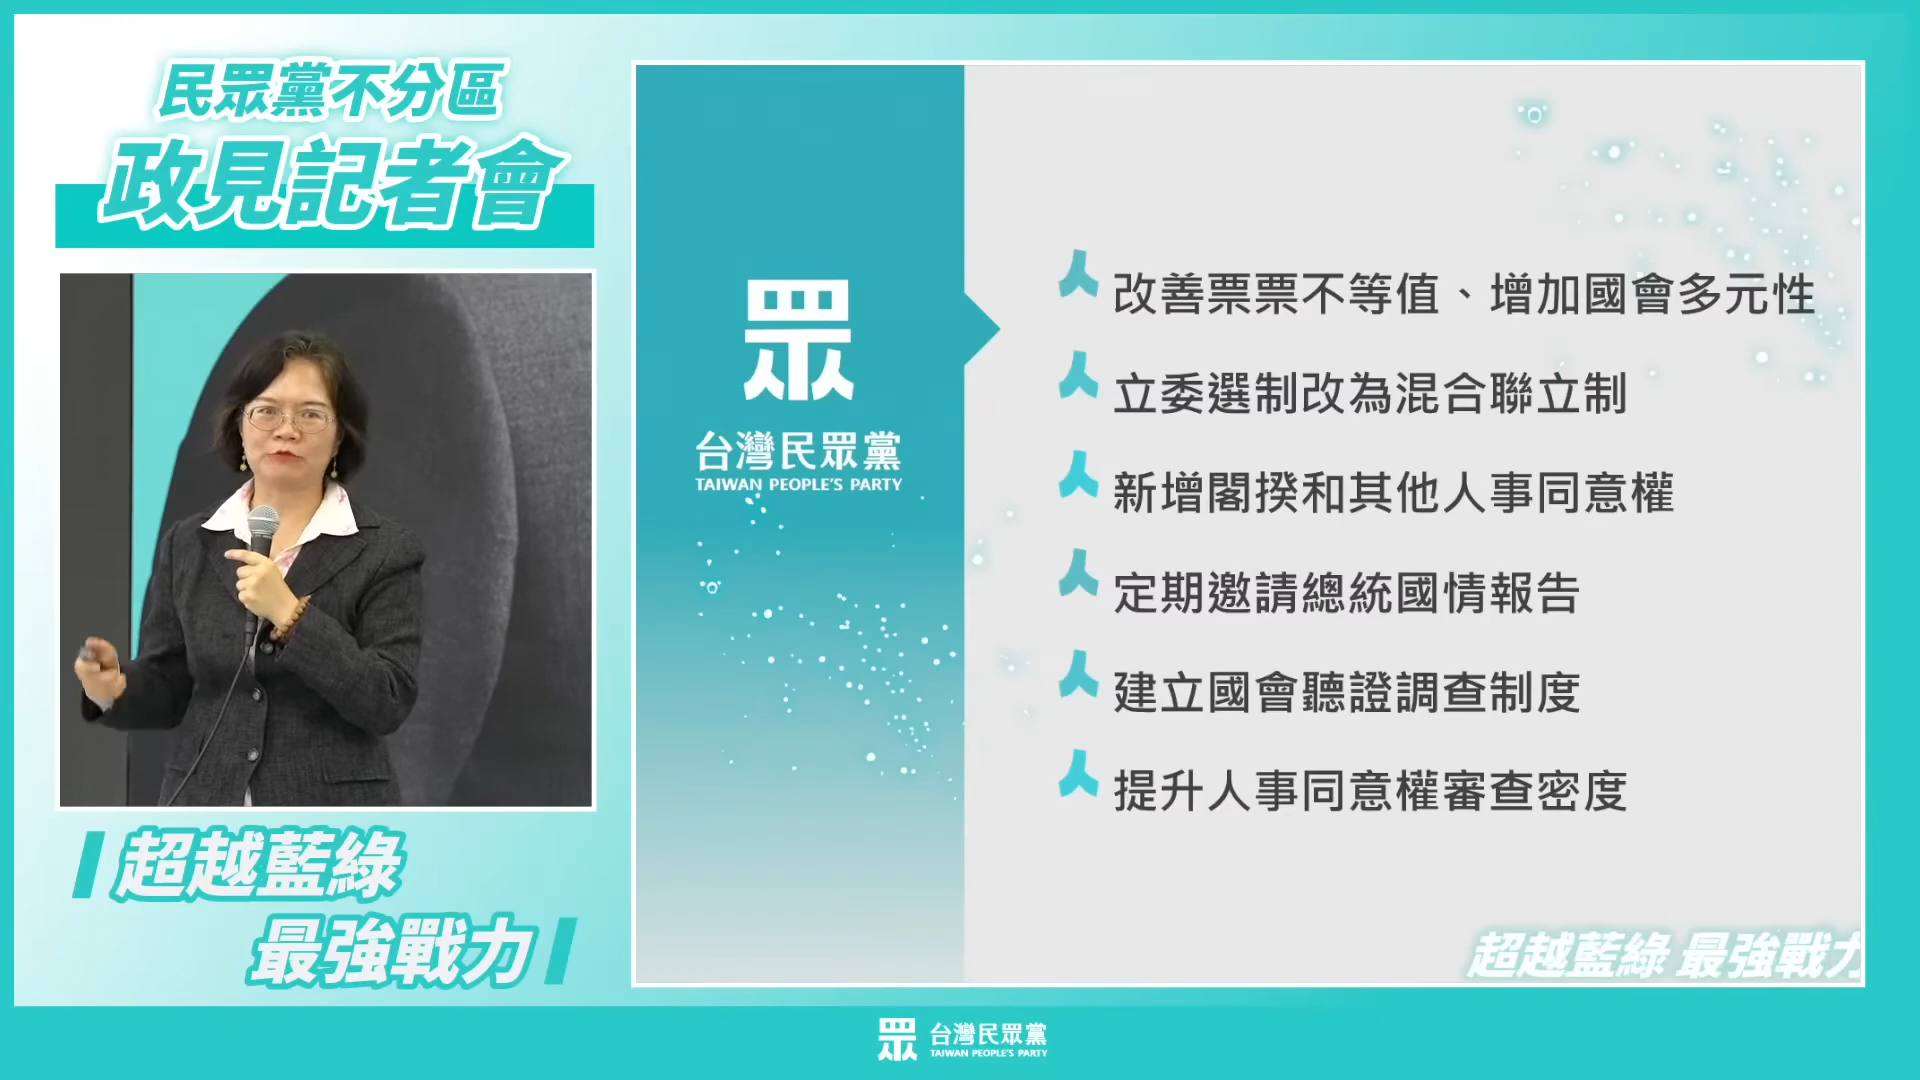 民眾黨不分區
政見記者會
超越藍綠
最強戰力
眾
台灣民眾黨
TAIWAN PEOPLE'S PARTY
改善票票不等值、增加國會多元性
立委選制改為混合聯立制
新增閣揆和其他人事同意權
定期邀請總統國情報告
建立國會聽證調查制度
提升人事同意權審查密度
超越藍綠 最強戰力
眾 台灣民眾黨
TAIWAN PEOPLE'S PARTY